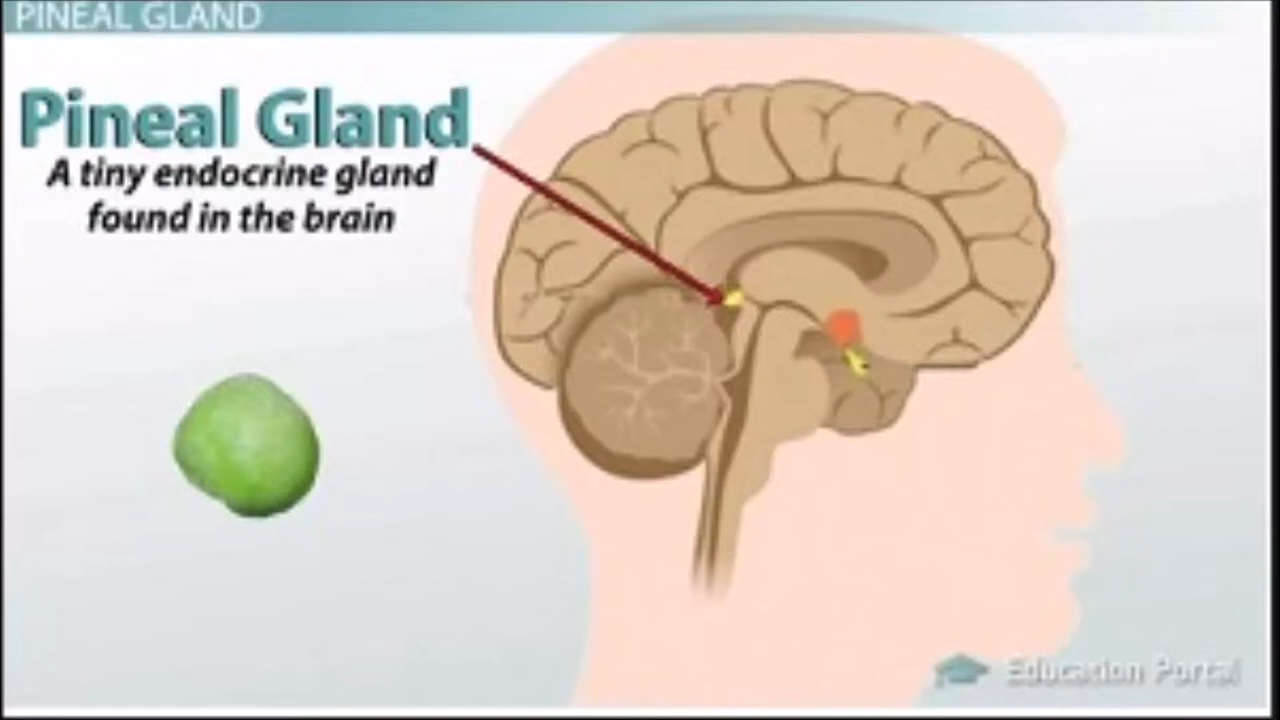 PINEAL GLAND
Pineal Gland
A tiny endocrine gland
found in the brain
Education Portal